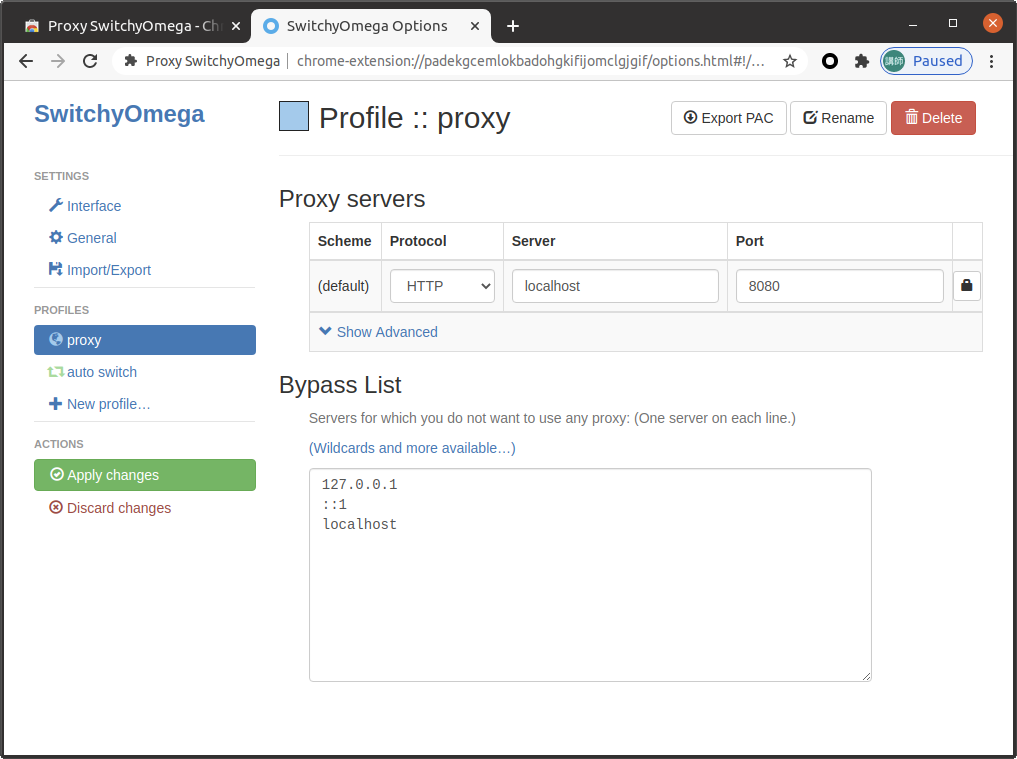 Proxy SwitchyOmega - Ch
SwitchyOmega Options
Proxy SwitchyOmega
chrome-extension://padekgcemlokbadohgkifijomclgjgif/options.html#!/...
講師
Paused
SwitchyOmega
Profile :: proxy
Export PAC
Rename
Delete
SETTINGS
Interface
General
Import/Export
PROFILES
proxy
auto switch
New profile…
ACTIONS
Apply changes
Discard changes
Proxy servers
Scheme Protocol Server Port
(default) HTTP localhost 8080
Show Advanced
Bypass List
Servers for which you do not want to use any proxy: (One server on each line.)
(Wildcards and more available…)
127.0.0.1
::1
localhost